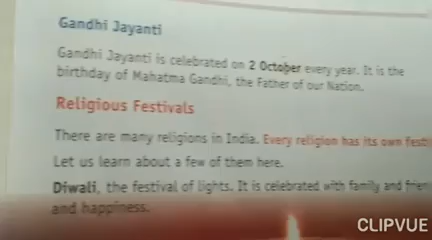 Gandhi Jayanti
Gandhi Jayanti is celebrated on 2 October every year. It is the
birthday of Mahatma Gandhi, the Father of our Nation.
Religious Festivals
There are many religions in India. Every religion has its own
Let us learn about a few of them here.
Diwali, the festival of lights. It is celebrated with family and
and happiness.
CLIPVUE